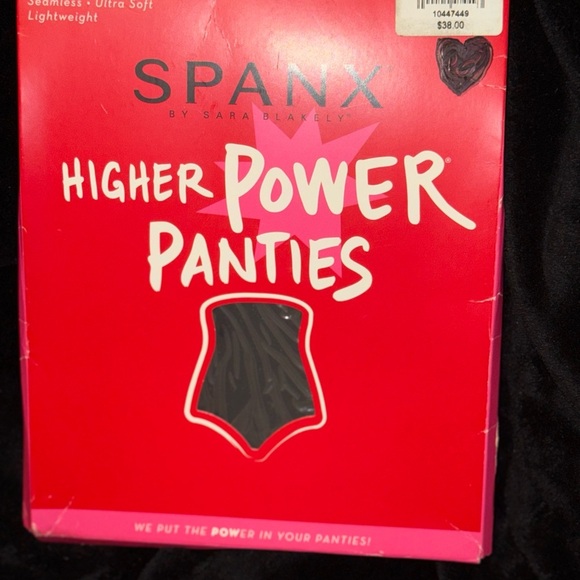 Seamless • Ultra Soft
Lightweight
10447449
$38.00
SPANX
BY SARA BLAKELY®
HIGHER POWER®
PANTIES
WE PUT THE POWER IN YOUR PANTIES!